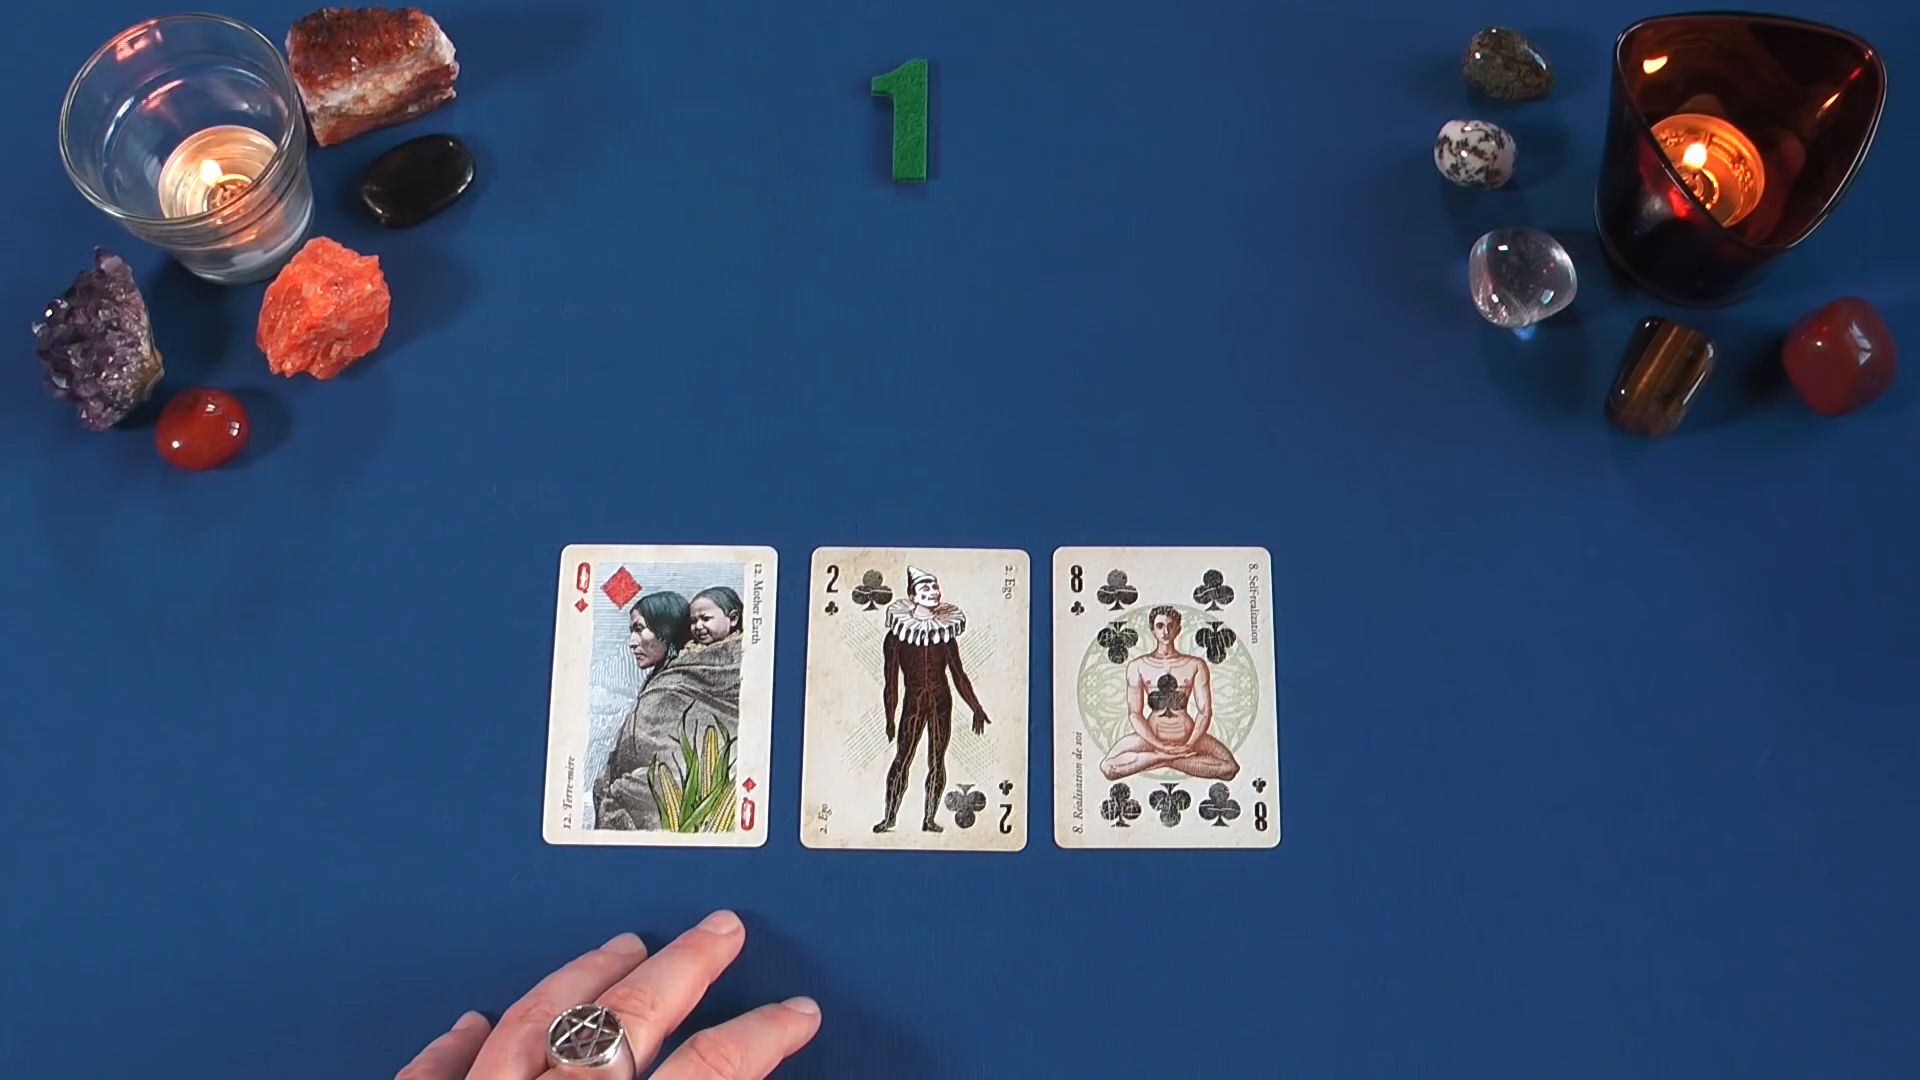 1
Q
12. Mother Earth
12. Terre-mère
Q
2
2. Ego
2. Ego
2
8
8. Self-realization
8. Réalisation de soi
8